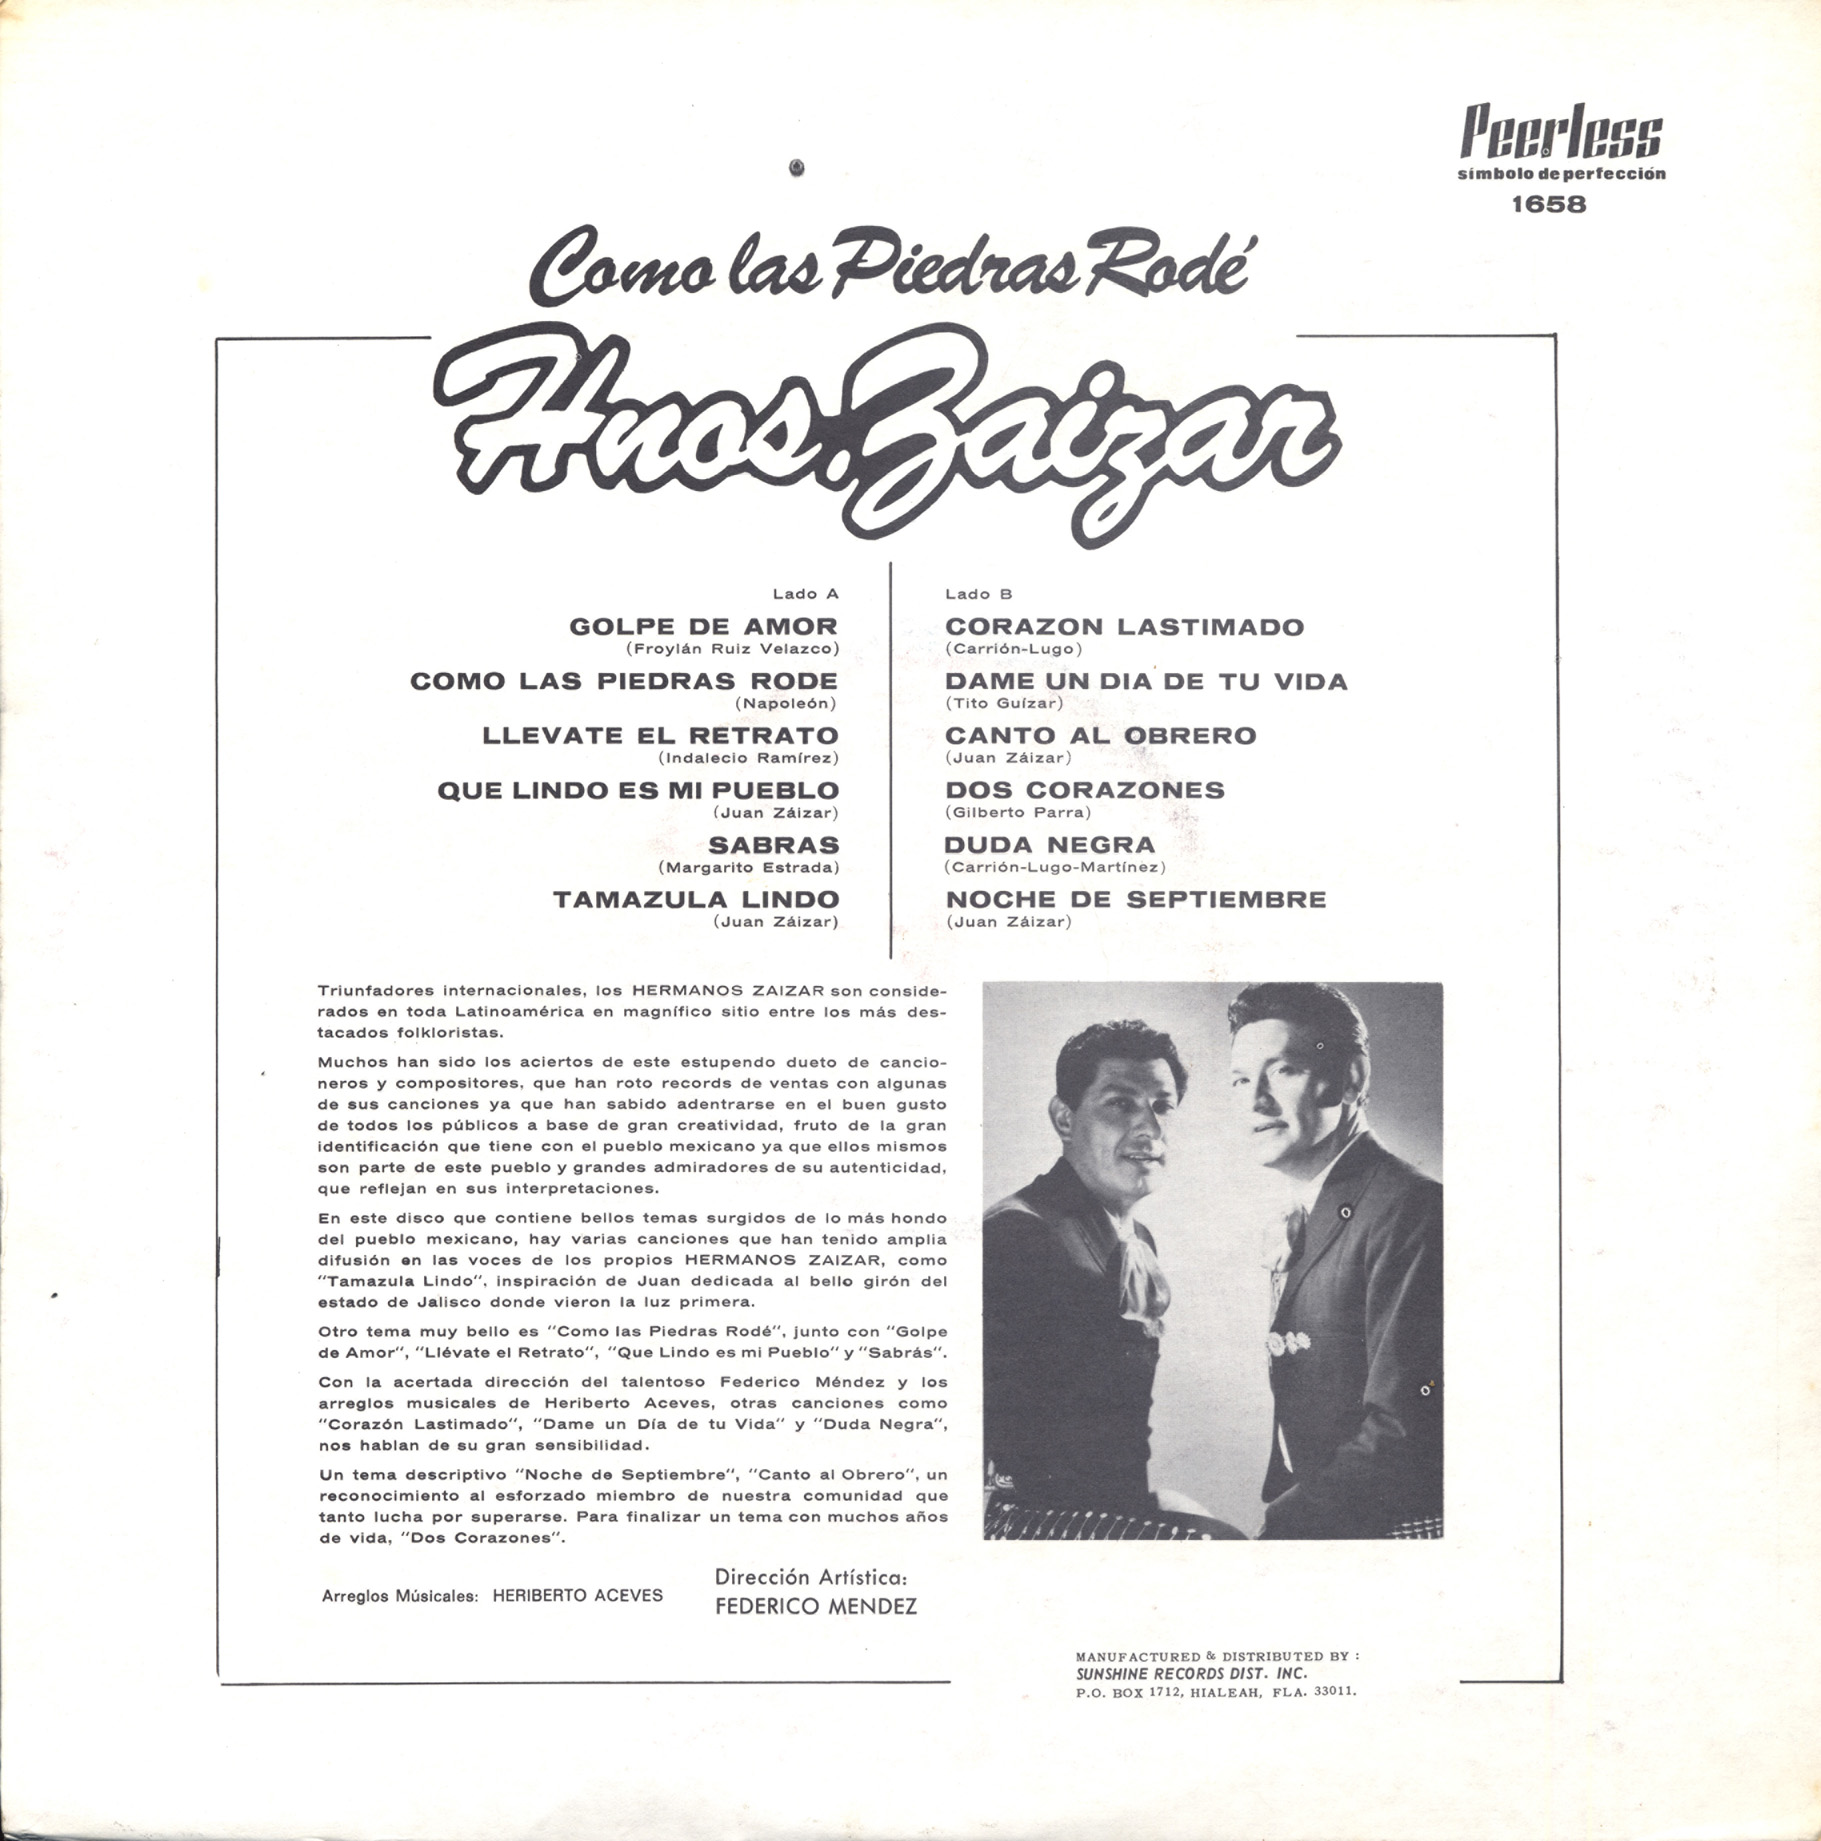 Peerless
símbolo de perfección
1658
Como las Piedras Rodé
Hnos. Zaizar
Lado A
GOLPE DE AMOR
(Froylán Ruiz Velazco)
COMO LAS PIEDRAS RODE
(Napoleón)
LLEVATE EL RETRATO
(Indalecio Ramírez)
QUE LINDO ES MI PUEBLO
(Juan Záizar)
SABRAS
(Margarito Estrada)
TAMAZULA LINDO
(Juan Záizar)
Lado B
CORAZON LASTIMADO
(Carrión-Lugo)
DAME UN DIA DE TU VIDA
(Tito Guízar)
CANTO AL OBRERO
(Juan Záizar)
DOS CORAZONES
(Gilberto Parra)
DUDA NEGRA
(Carrión-Lugo-Martínez)
NOCHE DE SEPTIEMBRE
(Juan Záizar)
Triunfadores internacionales, los HERMANOS ZAIZAR son conside-
rados en toda Latinoamérica en magnífico sitio entre los más des-
tacados folkloristas.
Muchos han sido los aciertos de este estupendo dueto de cancio-
neros y compositores, que han roto records de ventas con algunas
de sus canciones ya que han sabido adentrarse en el buen gusto
de todos los públicos a base de gran creatividad, fruto de la gran
identificación que tiene con el pueblo mexicano ya que ellos mismos
son parte de este pueblo y grandes admiradores de su autenticidad,
que reflejan en sus interpretaciones.
En este disco que contiene bellos temas surgidos de lo más hondo
del pueblo mexicano, hay varias canciones que han tenido amplia
difusión en las voces de los propios HERMANOS ZAIZAR, como
"Tamazula Lindo", inspiración de Juan dedicada al bello girón del
estado de Jalisco donde vieron la luz primera.
Otro tema muy bello es "Como las Piedras Rodé", junto con "Golpe
de Amor", "Llévate el Retrato", "Que Lindo es mi Pueblo" y "Sabrás".
Con la acertada dirección del talentoso Federico Méndez y los
arreglos musicales de Heriberto Aceves, otras canciones como
"Corazón Lastimado", "Dame un Día de tu Vida" y "Duda Negra",
nos hablan de su gran sensibilidad.
Un tema descriptivo "Noche de Septiembre", "Canto al Obrero", un
reconocimiento al esforzado miembro de nuestra comunidad que
tanto lucha por superarse. Para finalizar un tema con muchos años
de vida, "Dos Corazones".
Arreglos Músicales: HERIBERTO ACEVES
Dirección Artística:
FEDERICO MENDEZ
MANUFACTURED & DISTRIBUTED BY :
SUNSHINE RECORDS DIST. INC.
P.O. BOX 1712, HIALEAH, FLA. 33011.